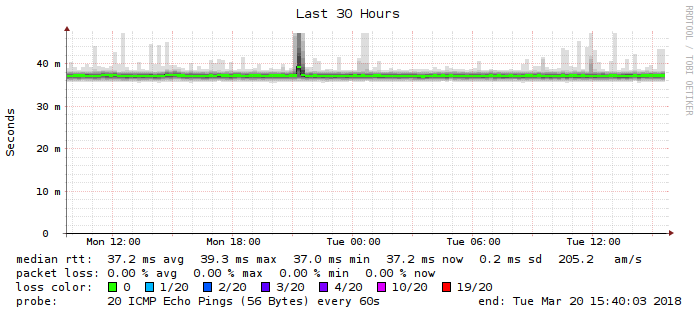 Last 30 Hours
RRDTOOL / TOBI OETIKER
Seconds
40 m
30 m
20 m
10 m
0
Mon 12:00 Mon 18:00 Tue 00:00 Tue 06:00 Tue 12:00
median rtt: 37.2 ms avg 39.3 ms max 37.0 ms min 37.2 ms now 0.2 ms sd 205.2 am/s
packet loss: 0.00 % avg 0.00 % max 0.00 % min 0.00 % now
loss color: 0 1/20 2/20 3/20 4/20 10/20 19/20
probe: 20 ICMP Echo Pings (56 Bytes) every 60s end: Tue Mar 20 15:40:03 2018